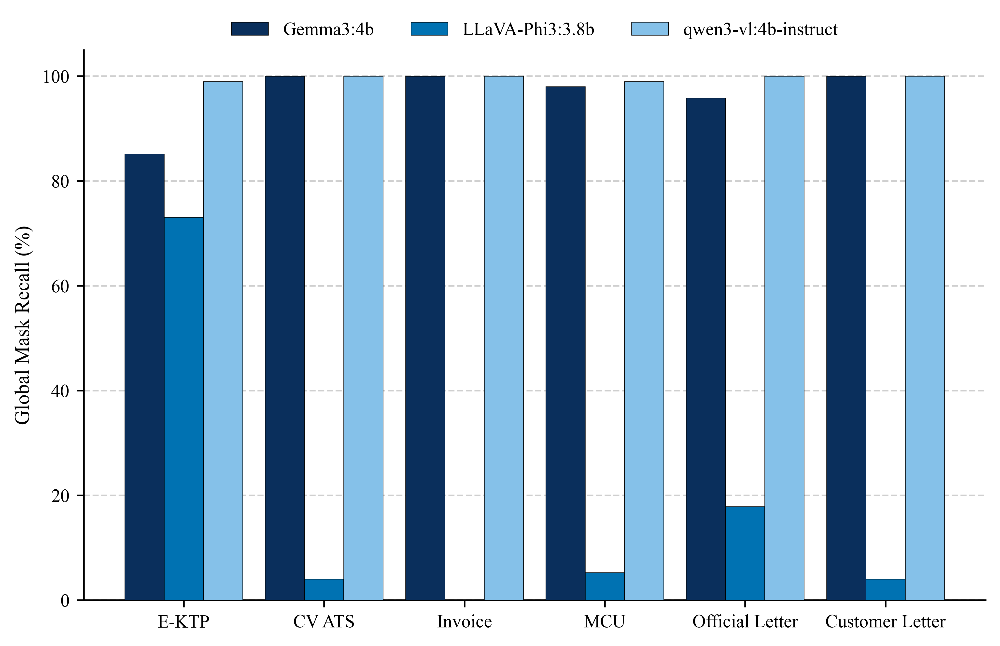 Gemma3:4b
LLaVA-Phi3:3.8b
qwen3-vl:4b-instruct
Global Mask Recall (%)
100
80
60
40
20
0
E-KTP
CV ATS
Invoice
MCU
Official Letter
Customer Letter